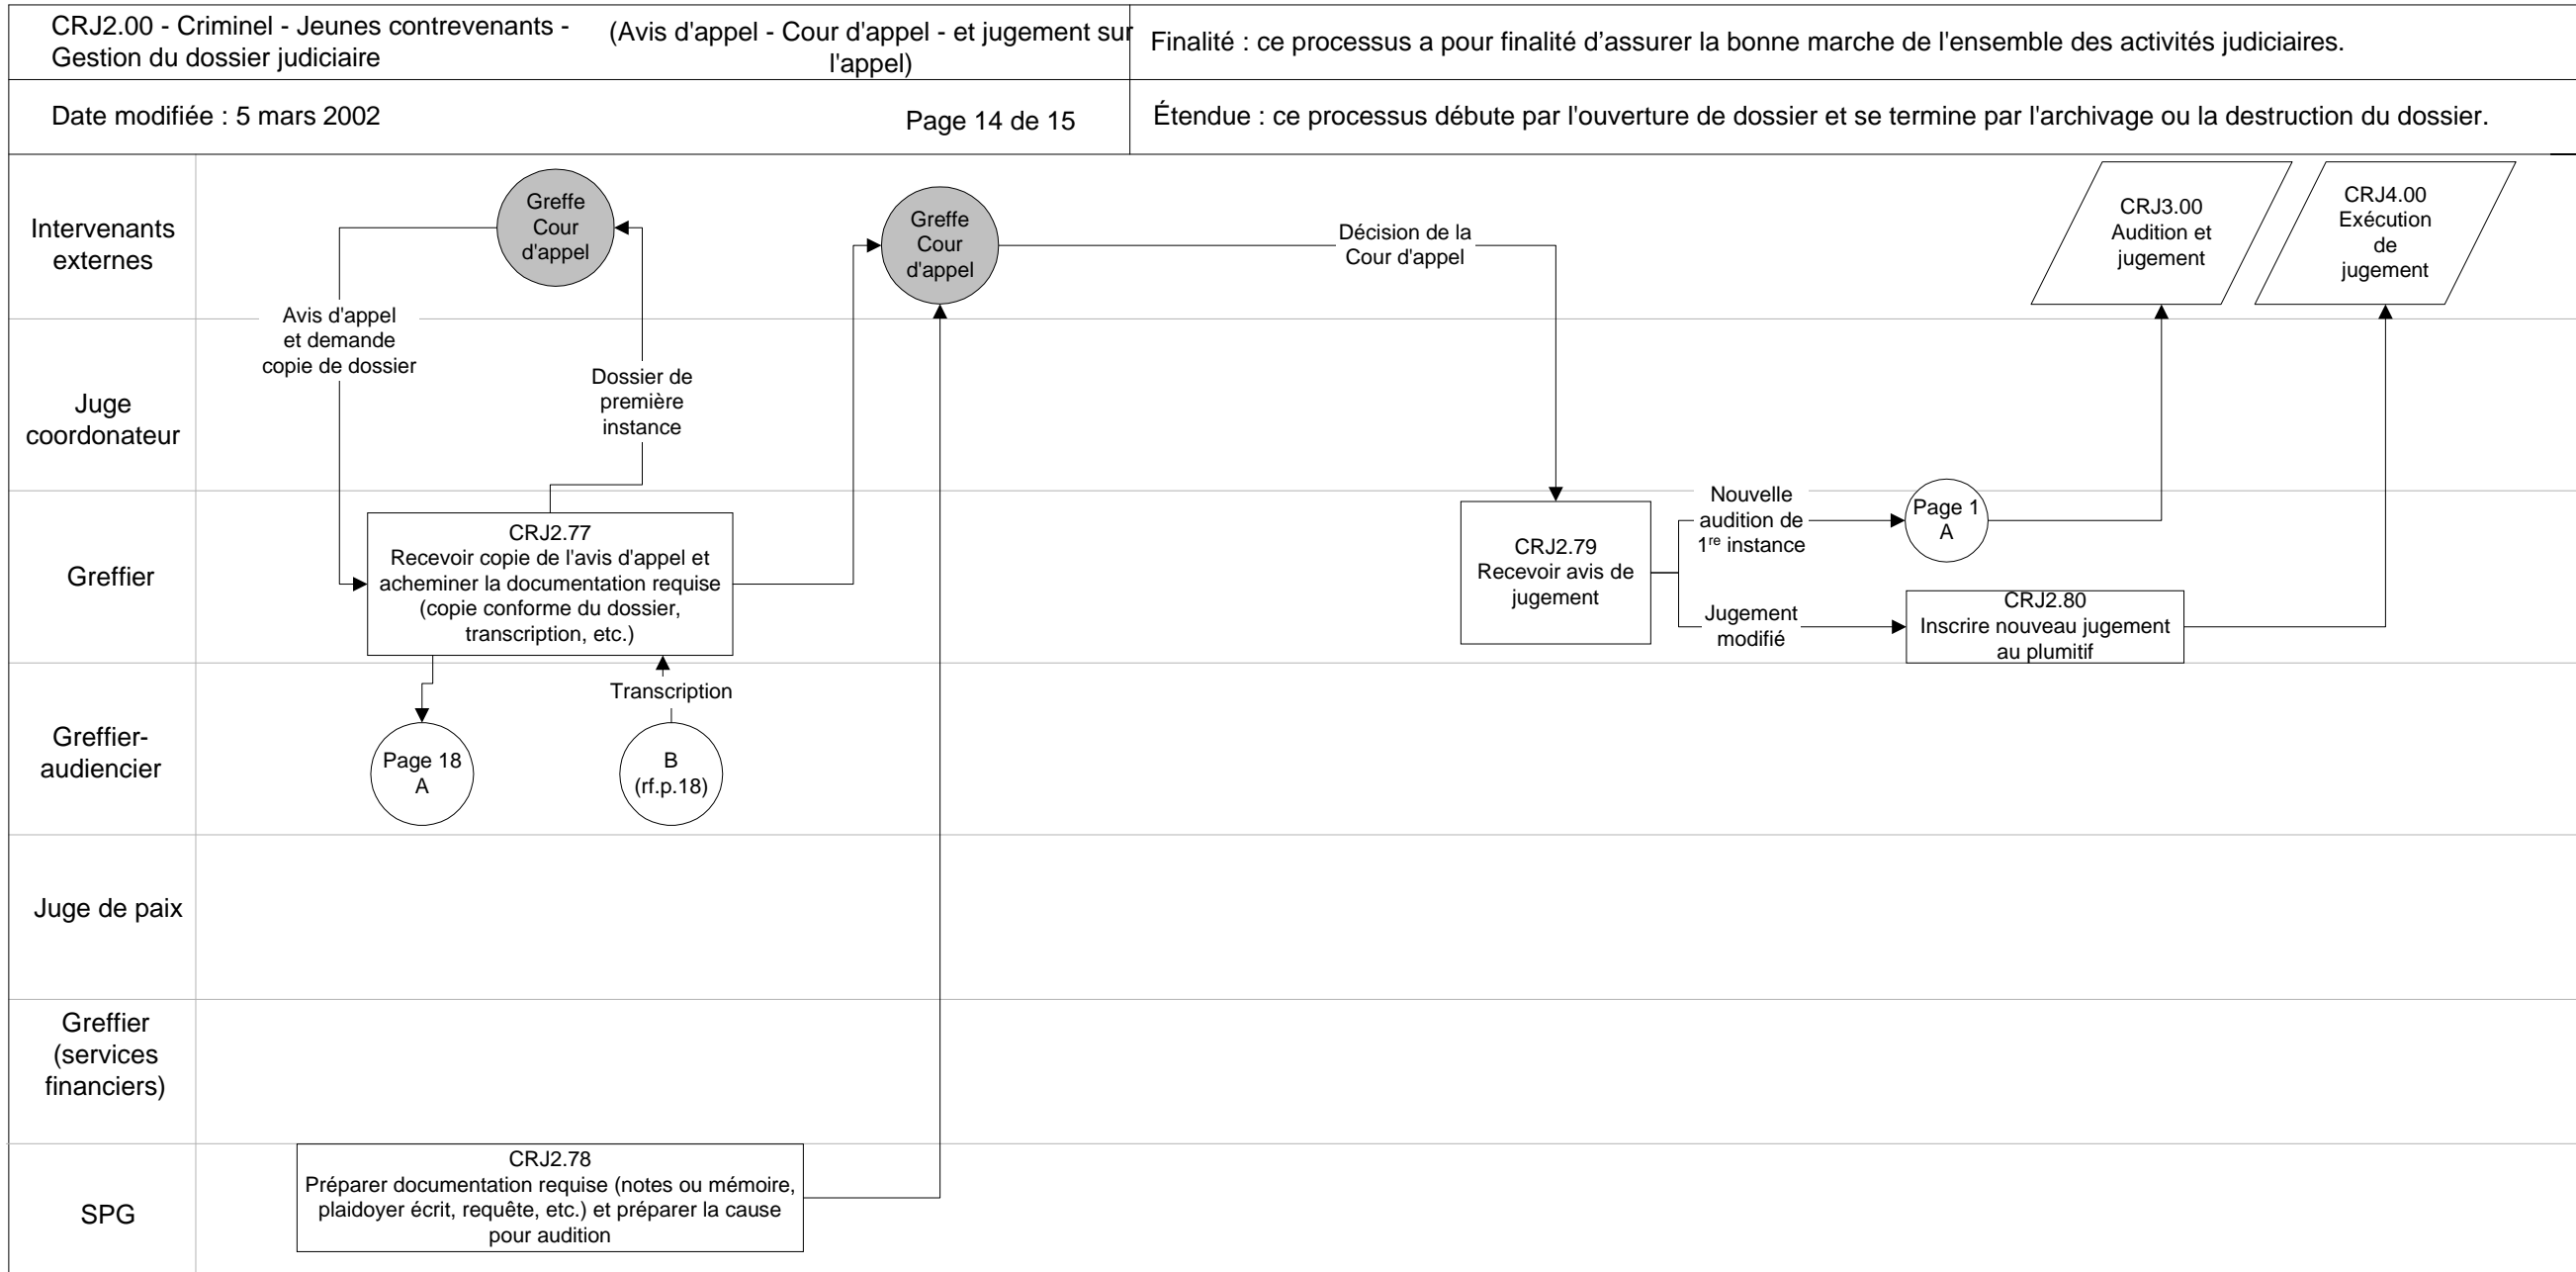 CRJ2.00 - Criminel - Jeunes contrevenants -
Gestion du dossier judiciaire
(Avis d'appel - Cour d'appel - et jugement sur
l'appel)
Finalité : ce processus a pour finalité d’assurer la bonne marche de l'ensemble des activités judiciaires.
Date modifiée : 5 mars 2002
Page 14 de 15
Étendue : ce processus débute par l'ouverture de dossier et se termine par l'archivage ou la destruction du dossier.
Intervenants
externes
Greffe
Cour
d'appel
Greffe
Cour
d'appel
Décision de la
Cour d'appel
CRJ3.00
Audition et
jugement
CRJ4.00
Exécution
de
jugement
Avis d'appel
et demande
copie de dossier
Dossier de
première
instance
Juge
coordonateur
Greffier
CRJ2.77
Recevoir copie de l'avis d'appel et
acheminer la documentation requise
(copie conforme du dossier,
transcription, etc.)
CRJ2.79
Recevoir avis de
jugement
Nouvelle
audition de
1re instance
Page 1
A
Jugement
modifié
CRJ2.80
Inscrire nouveau jugement
au plumitif
Greffier-
audiencier
Transcription
Page 18
A
B
(rf.p.18)
Juge de paix
Greffier
(services
financiers)
SPG
CRJ2.78
Préparer documentation requise (notes ou mémoire,
plaidoyer écrit, requête, etc.) et préparer la cause
pour audition